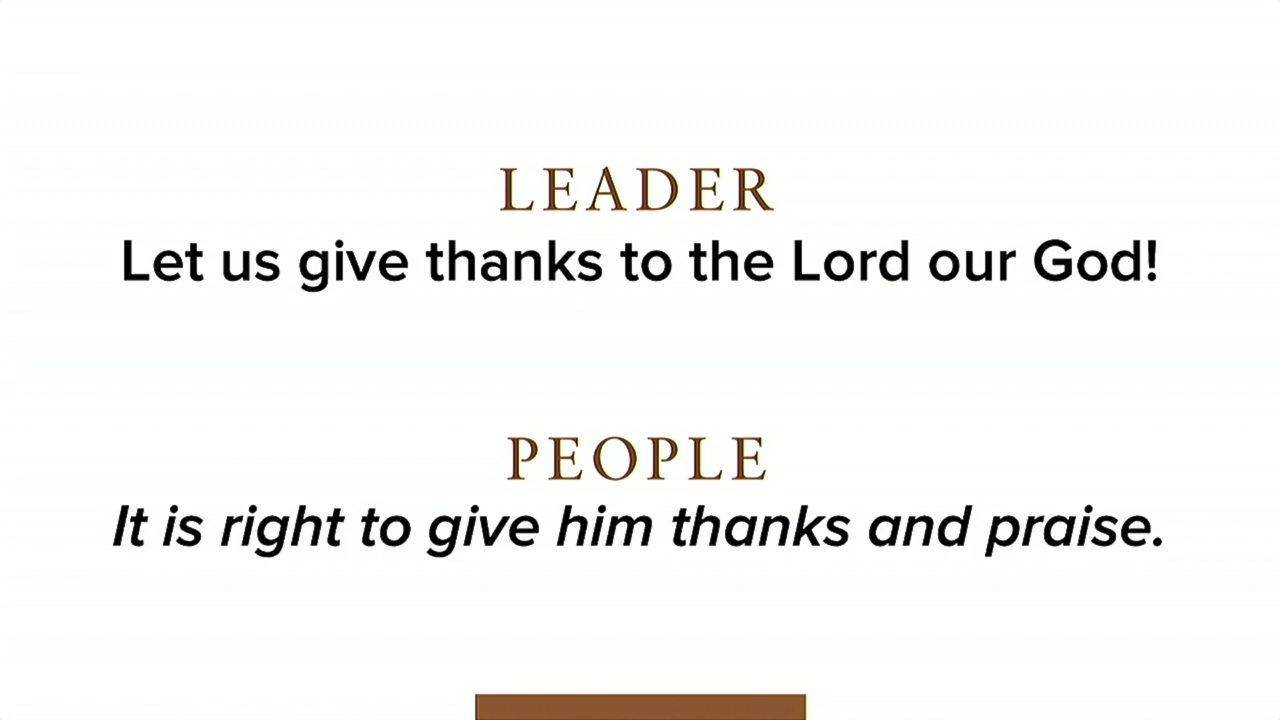 LEADER
Let us give thanks to the Lord our God!
PEOPLE
It is right to give him thanks and praise.